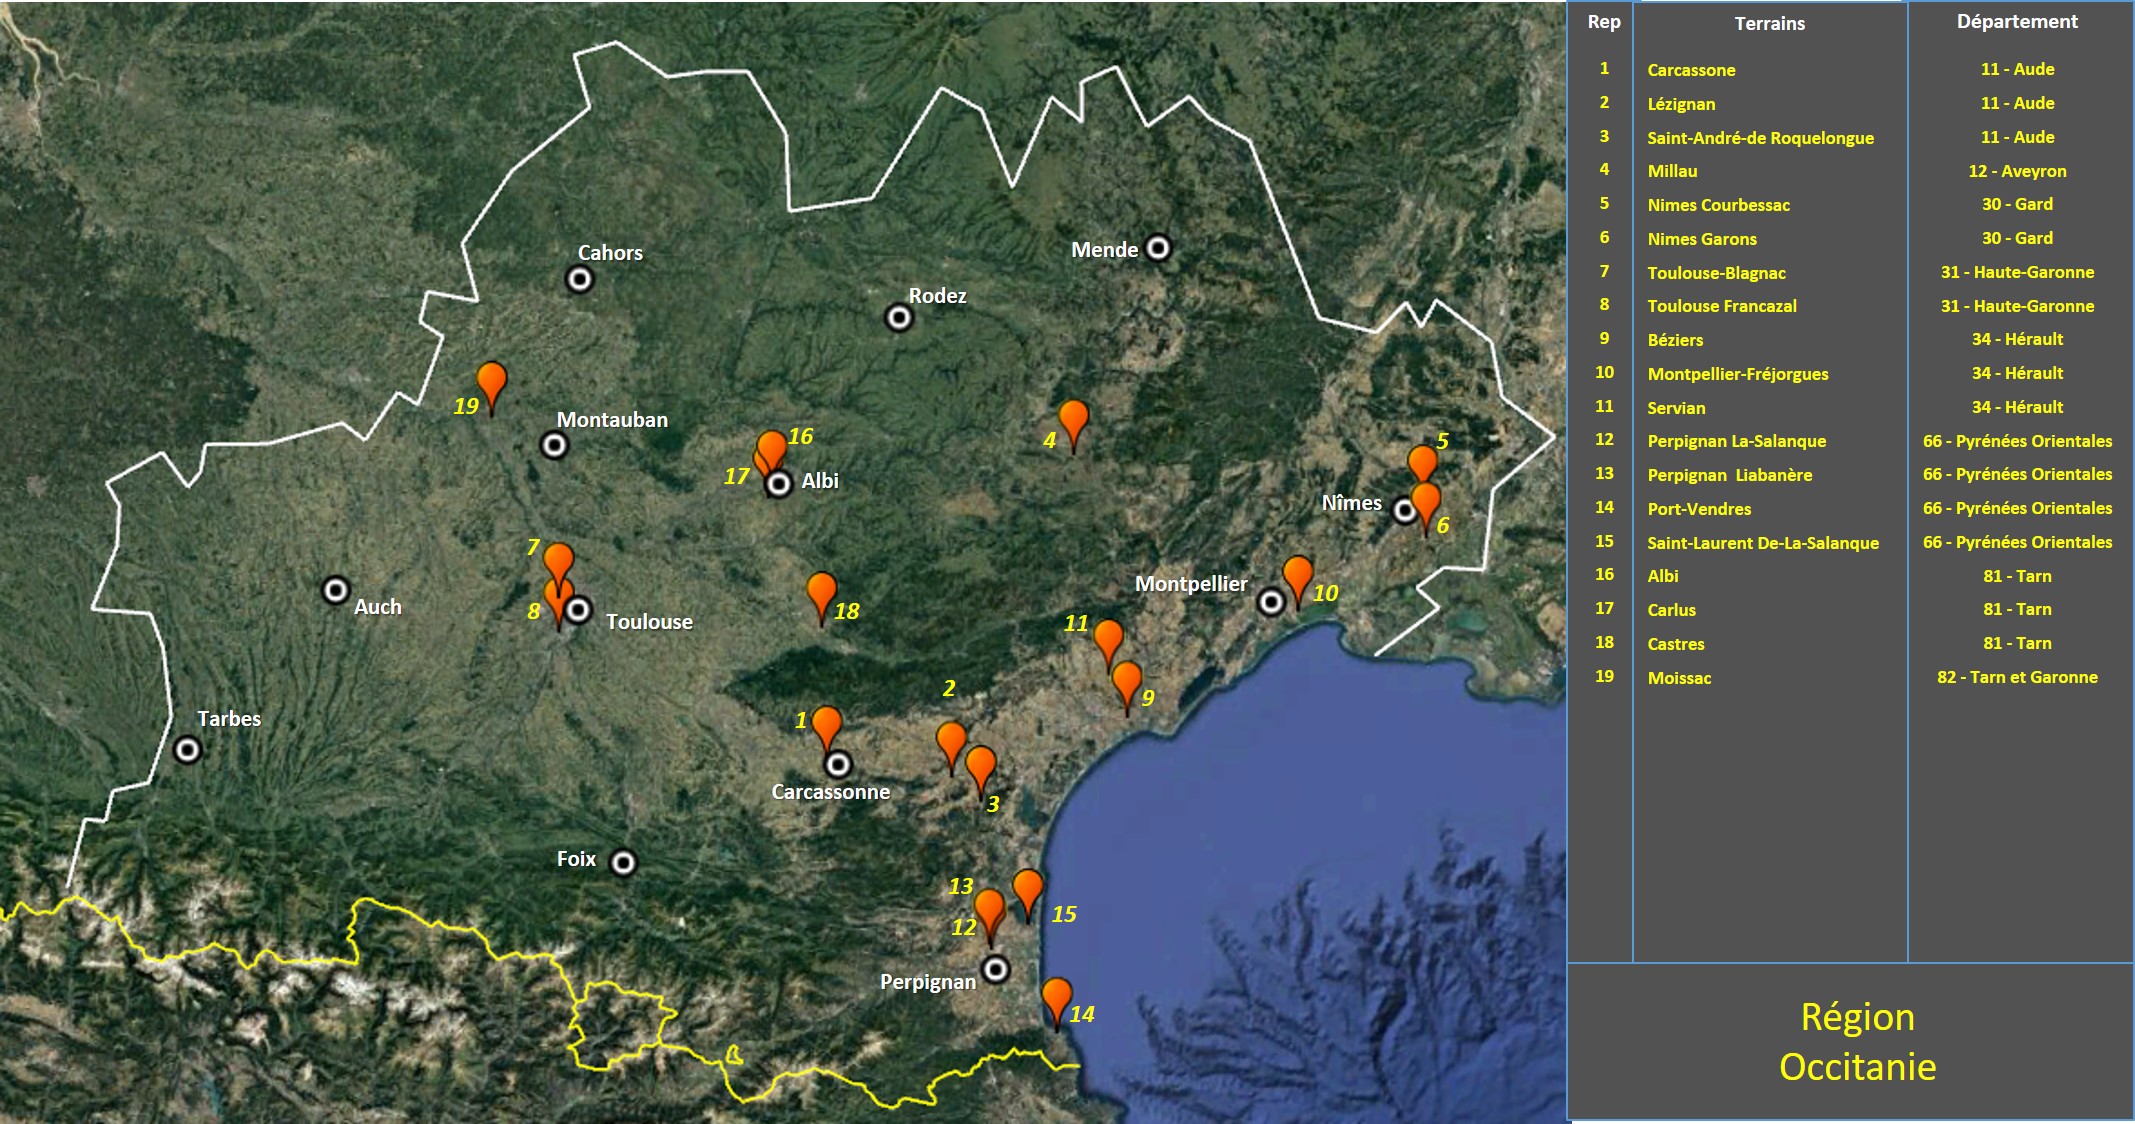 Cahors
Mende
Rodez
19
Montauban
16
4
5
17
Albi
Nîmes
6
7
Montpellier
10
Auch
8
Toulouse
18
11
2
9
Tarbes
1
Carcassonne
3
Foix
13
15
12
Perpignan
14
Rep Terrains Département
1 Carcassone 11 - Aude
2 Lézignan 11 - Aude
3 Saint-André-de Roquelongue 11 - Aude
4 Millau 12 - Aveyron
5 Nimes Courbessac 30 - Gard
6 Nimes Garons 30 - Gard
7 Toulouse-Blagnac 31 - Haute-Garonne
8 Toulouse Francazal 31 - Haute-Garonne
9 Béziers 34 - Hérault
10 Montpellier-Fréjorgues 34 - Hérault
11 Servian 34 - Hérault
12 Perpignan La-Salanque 66 - Pyrénées Orientales
13 Perpignan Liabanère 66 - Pyrénées Orientales
14 Port-Vendres 66 - Pyrénées Orientales
15 Saint-Laurent De-La-Salanque 66 - Pyrénées Orientales
16 Albi 81 - Tarn
17 Carlus 81 - Tarn
18 Castres 81 - Tarn
19 Moissac 82 - Tarn et Garonne
Région
Occitanie